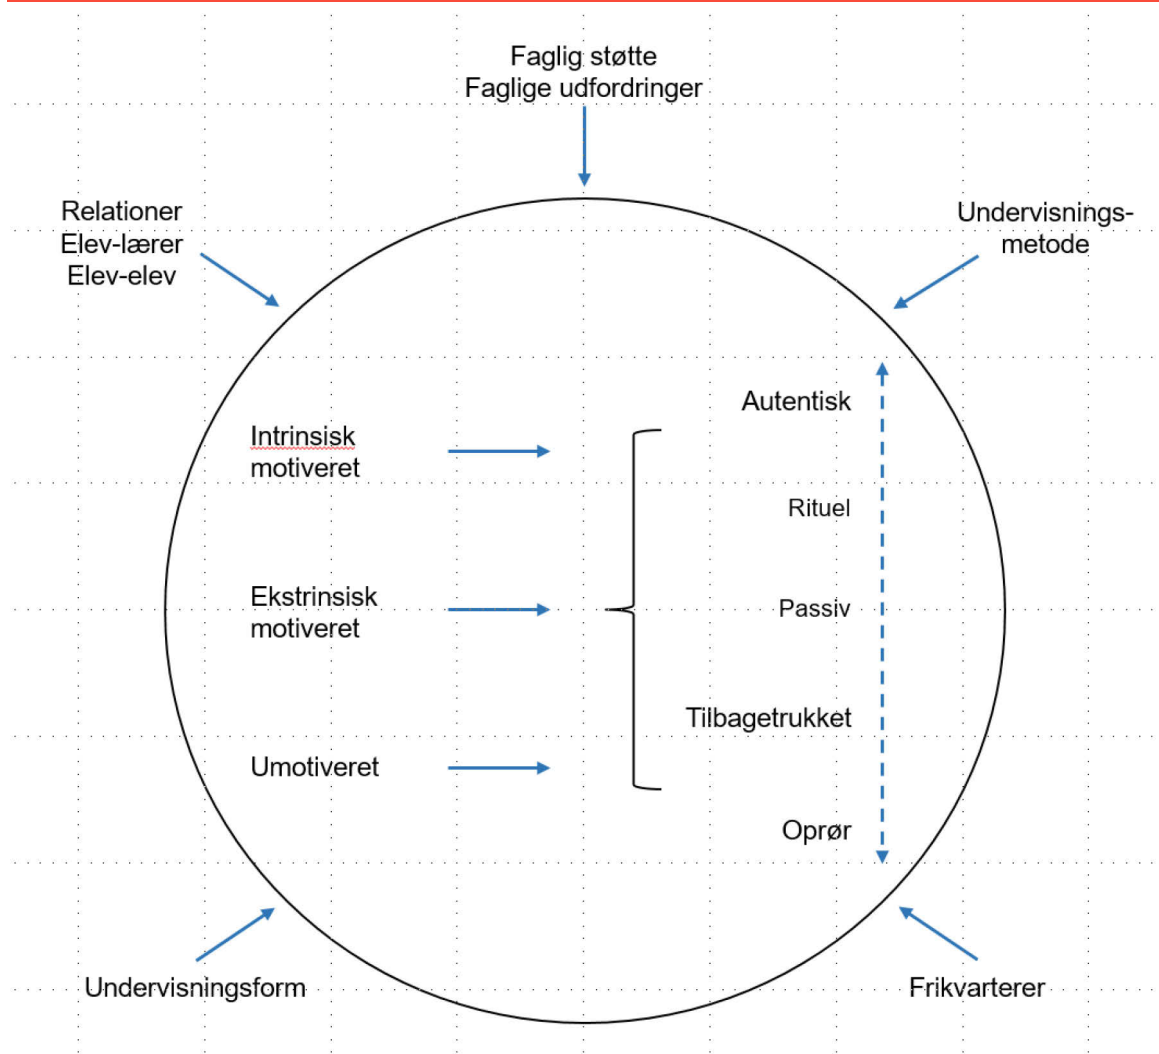 Faglig støtte
Faglige udfordringer
Relationer
Elev-lærer
Elev-elev
Undervisnings-
metode
Intrinsisk
motiveret
Ekstrinsisk
motiveret
Umotiveret
Autentisk
Rituel
Passiv
Tilbagetrukket
Oprør
Undervisningsform
Frikvarterer